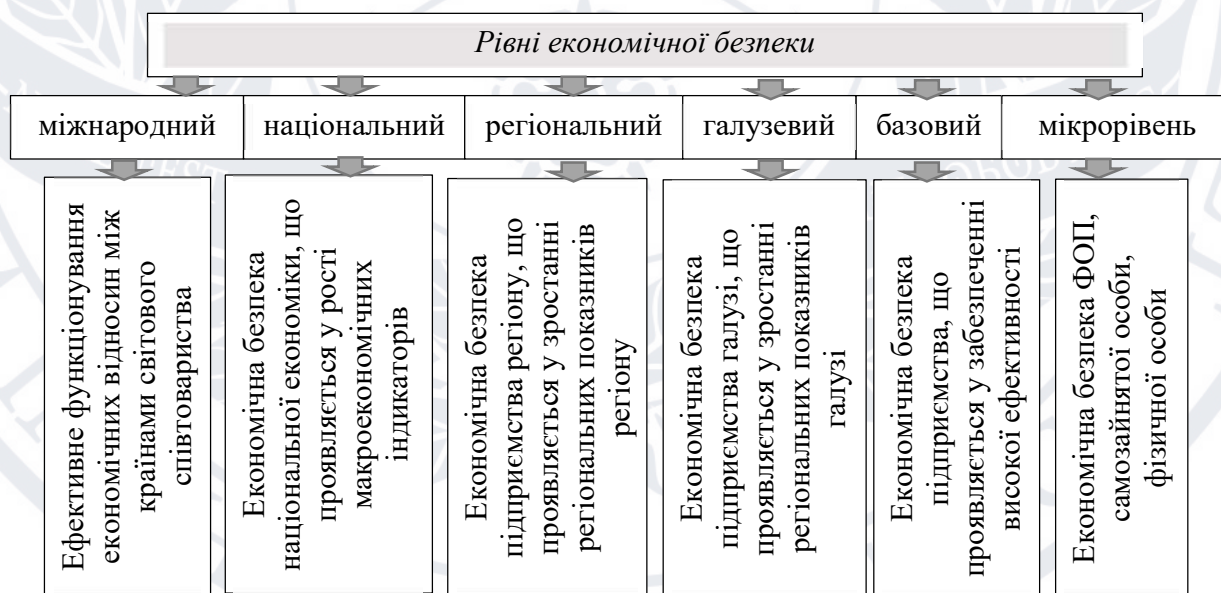 Рівні економічної безпеки
міжнародний
національний
регіональний
галузевий
базовий
мікрорівень
Ефективне функціонування
економічних відносин між
країнами світового
співтовариства
Економічна безпека
національної економіки, що
проявляється у рості
макроекономічних
індикаторів
Економічна безпека
підприємства регіону, що
проявляється у зростанні
регіональних показників
регіону
Економічна безпека
підприємства галузі, що
проявляється у зростанні
регіональних показників
галузі
Економічна безпека
підприємства, що
проявляється у забезпеченні
високої ефективності
Економічна безпека ФОП,
самозайнятої особи,
фізичної особи